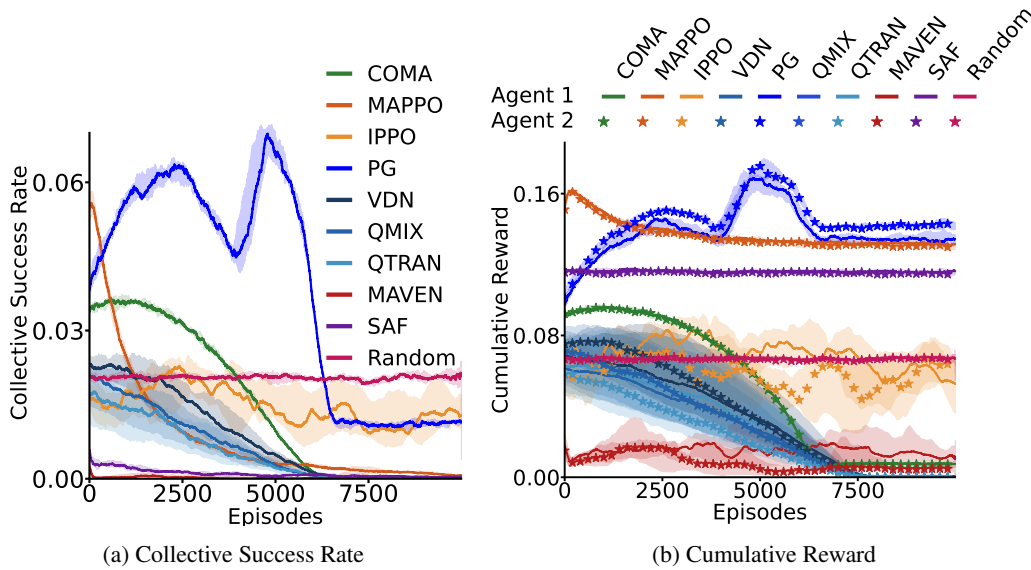 COMA
MAPPO
IPPO
PG
VDN
QMIX
QTRAN
MAVEN
SAF
Random
Collective Success Rate
0.06
0.03
0.00
0
2500
5000
7500
Episodes
(a) Collective Success Rate
COMA
MAPPO
IPPO
VDN
PG
QMIX
QTRAN
MAVEN
SAF
Random
Agent 1
Agent 2
Cumulative Reward
0.16
0.08
0.00
0
2500
5000
7500
Episodes
(b) Cumulative Reward